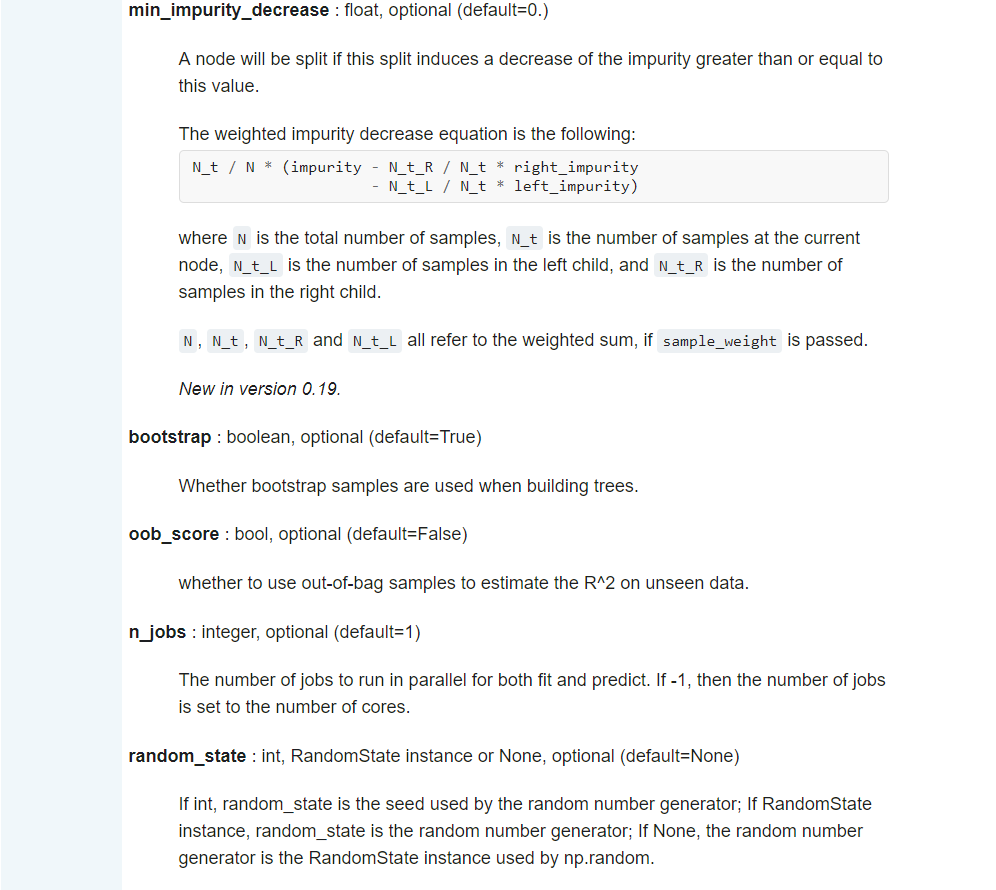 min_impurity_decrease : float, optional (default=0.)
A node will be split if this split induces a decrease of the impurity greater than or equal to
this value.
The weighted impurity decrease equation is the following:
N_t / N * (impurity - N_t_R / N_t * right_impurity
- N_t_L / N_t * left_impurity)
where N is the total number of samples, N_t is the number of samples at the current
node, N_t_L is the number of samples in the left child, and N_t_R is the number of
samples in the right child.
N, N_t, N_t_R and N_t_L all refer to the weighted sum, if sample_weight is passed.
New in version 0.19.
bootstrap : boolean, optional (default=True)
Whether bootstrap samples are used when building trees.
oob_score : bool, optional (default=False)
whether to use out-of-bag samples to estimate the R^2 on unseen data.
n_jobs : integer, optional (default=1)
The number of jobs to run in parallel for both fit and predict. If -1, then the number of jobs
is set to the number of cores.
random_state : int, RandomState instance or None, optional (default=None)
If int, random_state is the seed used by the random number generator; If RandomState
instance, random_state is the random number generator; If None, the random number
generator is the RandomState instance used by np.random.